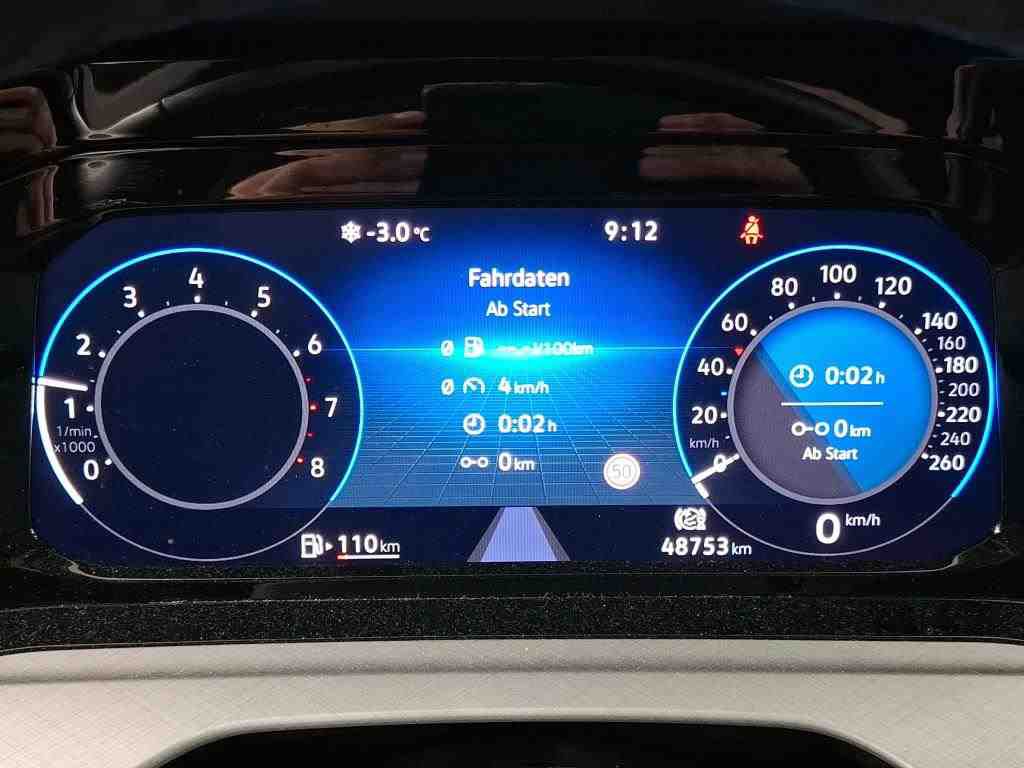 -3.0 °C
9:12
Fahrdaten
Ab Start
Ø --,- l/100km
Ø 4 km/h
0:02 h
0 km
50
1/min
x1000
0
1
2
3
4
5
6
7
8
km/h
0
20
40
60
80
100
120
140
160
180
200
220
240
260
0:02 h
0 km
Ab Start
110 km
48753 km
0 km/h